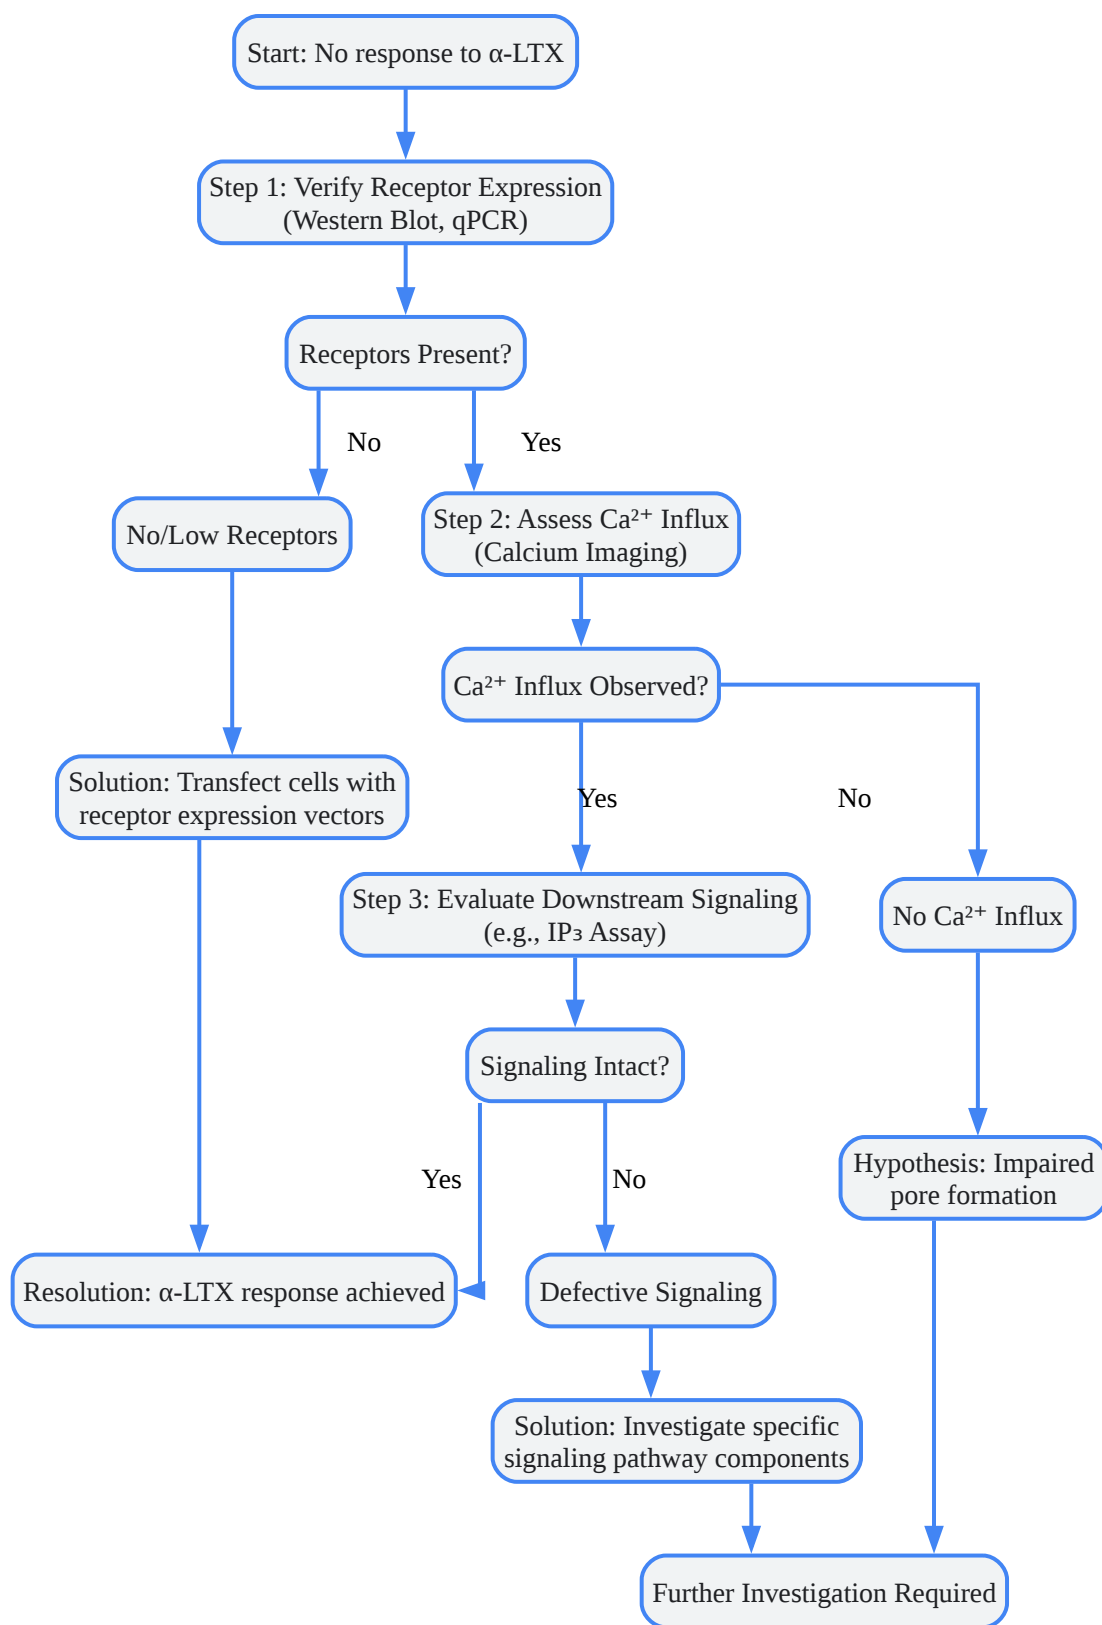 Start: No response to α-LTX
Step 1: Verify Receptor Expression
(Western Blot, qPCR)
Receptors Present?
No
Yes
No/Low Receptors
Step 2: Assess Ca²⁺ Influx
(Calcium Imaging)
Ca²⁺ Influx Observed?
Solution: Transfect cells with
receptor expression vectors
Yes
No
Step 3: Evaluate Downstream Signaling
(e.g., IP₃ Assay)
No Ca²⁺ Influx
Signaling Intact?
Yes
No
Hypothesis: Impaired
pore formation
Resolution: α-LTX response achieved
Defective Signaling
Solution: Investigate specific
signaling pathway components
Further Investigation Required